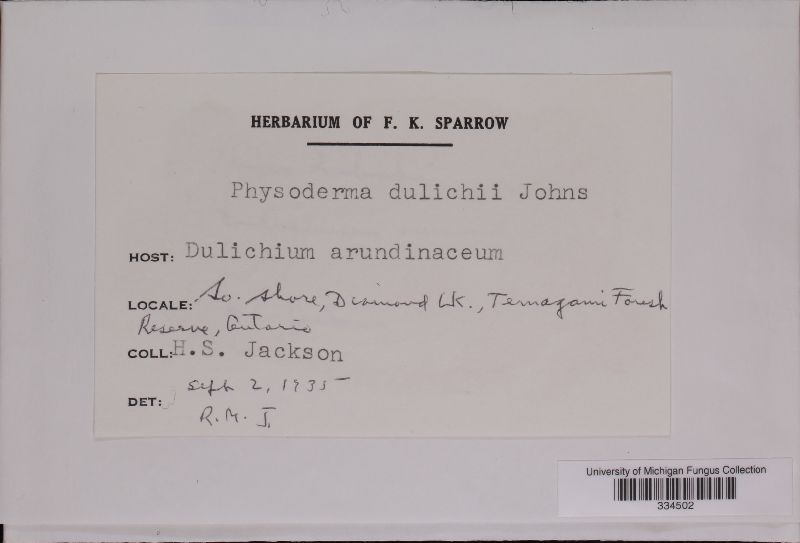 HERBARIUM OF F. K. SPARROW
Physoderma dulichii Johns
HOST: Dulichium arundinaceum
LOCALE: So. shore, Diamond Lk., Temagami Forest
Reserve, Ontario
COLL: H.S. Jackson
Sept 2, 1935
DET: R.M.J.
University of Michigan Fungus Collection
334502